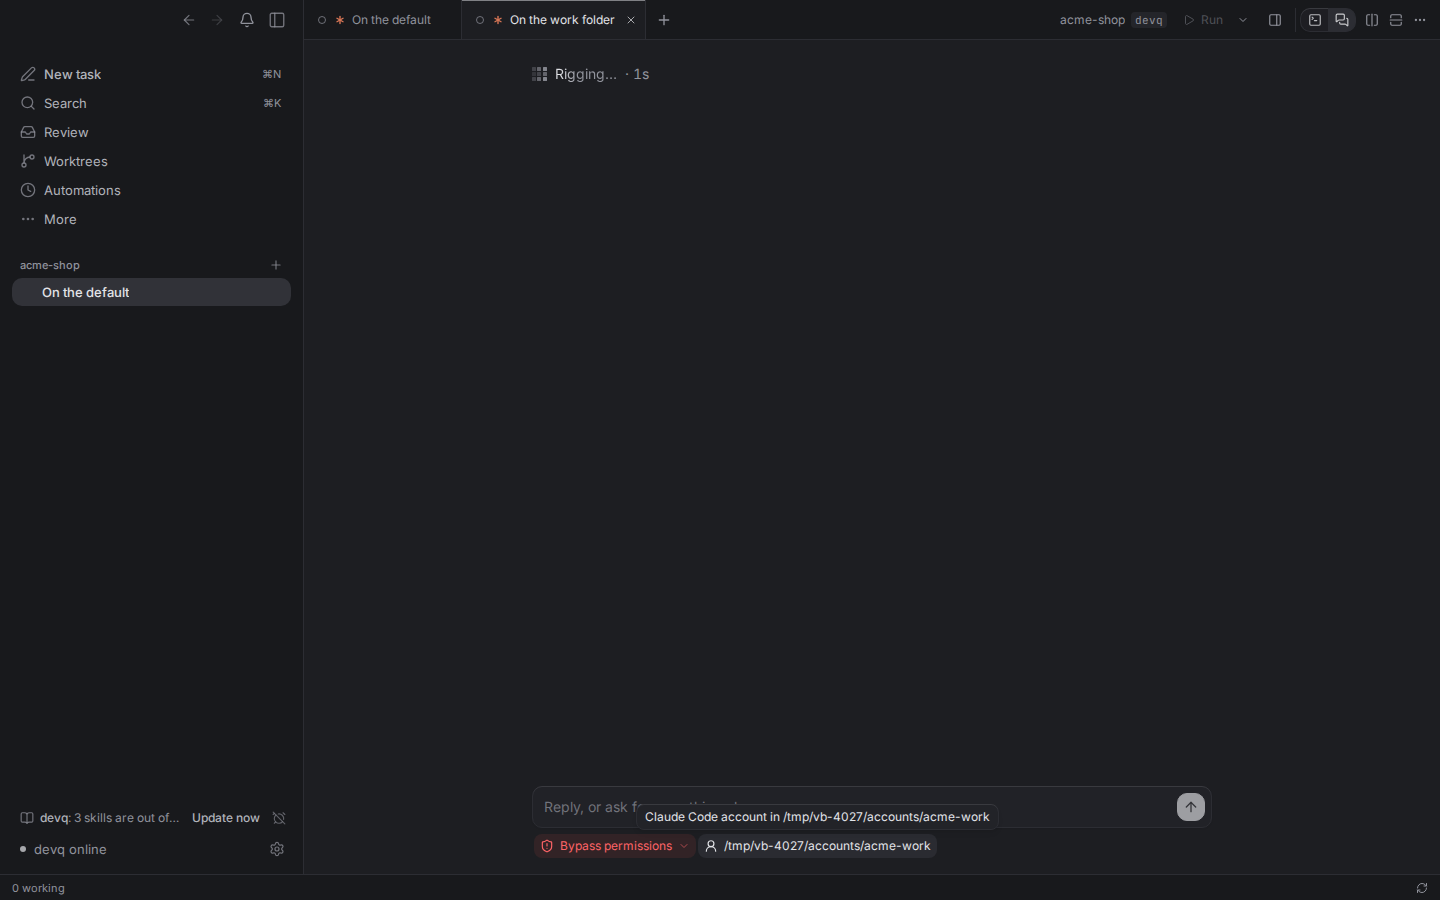 On the default
On the work folder
acme-shop devq Run
New task ⌘N
Search ⌘K
Review
Worktrees
Automations
More
acme-shop
On the default
Rigging... · 1s
Reply, or ask f
Claude Code account in /tmp/vb-4027/accounts/acme-work
Bypass permissions
/tmp/vb-4027/accounts/acme-work
devq: 3 skills are out of... Update now
devq online
0 working